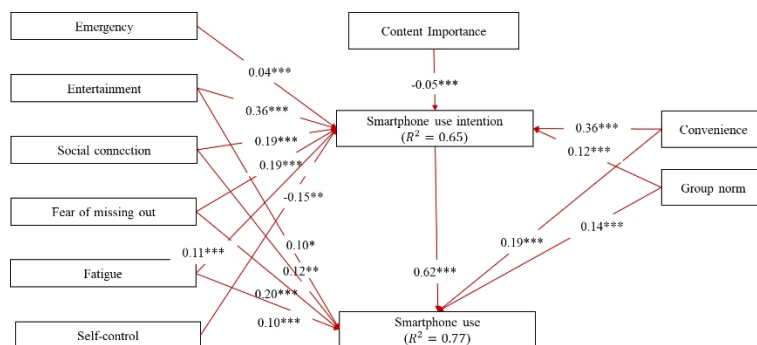 Emergency
Content Importance
0.04***
Entertainment
-0.05***
0.36***
Smartphone use intention
(𝑅² = 0.65)
0.36***
Convenience
Social connection
0.19***
0.12***
0.19***
Group norm
-0.15**
Fear of missing out
0.14***
0.10*
0.19***
0.11***
Fatigue
0.12**
0.62***
0.20***
0.10***
Self-control
Smartphone use
(𝑅² = 0.77)